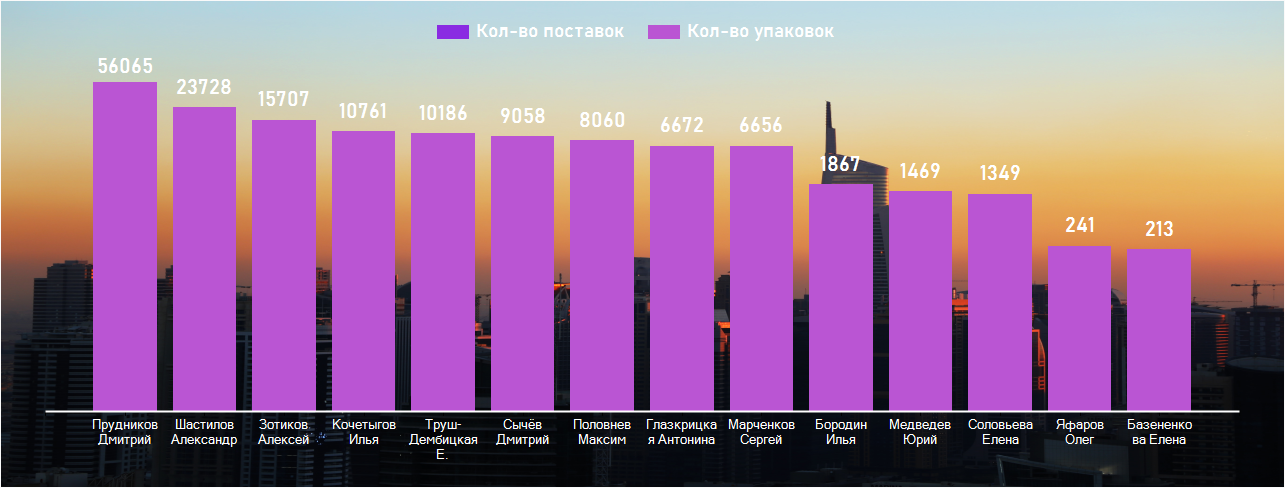 Кол-во поставок Кол-во упаковок
56065 23728 15707 10761 10186 9058 8060 6672 6656 1867 1469 1349 241 213
Прудников Дмитрий
Шастилов Александр
Зотиков Алексей
Кочетыгов Илья
Труш-
Дембицкая
Е.
Сычёв
Дмитрий
Половнев
Максим
Глазкрицка
я Антонина
Марченков
Сергей
Бородин
Илья
Медведев
Юрий
Соловьева
Елена
Яфаров
Олег
Базененко
ва Елена